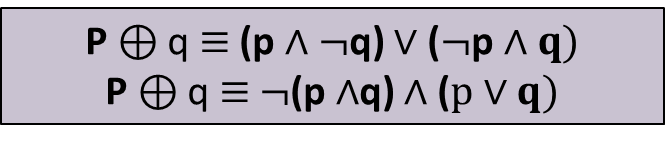 P ⊕ q ≡ (p ∧ ¬q) ∨ (¬p ∧ q)
P ⊕ q ≡ ¬(p ∧q) ∧ (p ∨ q)